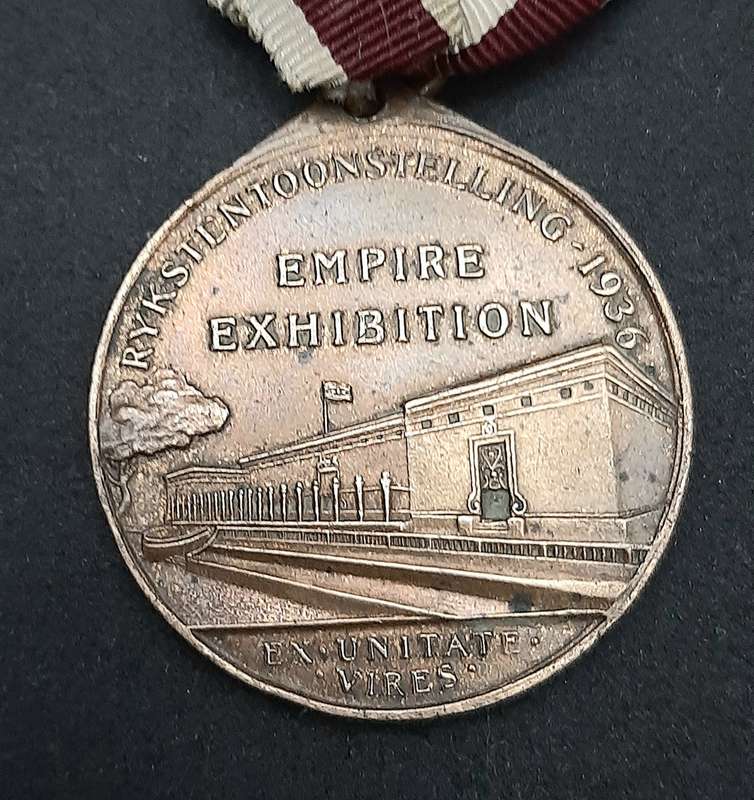 RYKSTENTOONSTELLING - 1936
EMPIRE
EXHIBITION
EX · UNITATE ·
· VIRES ·